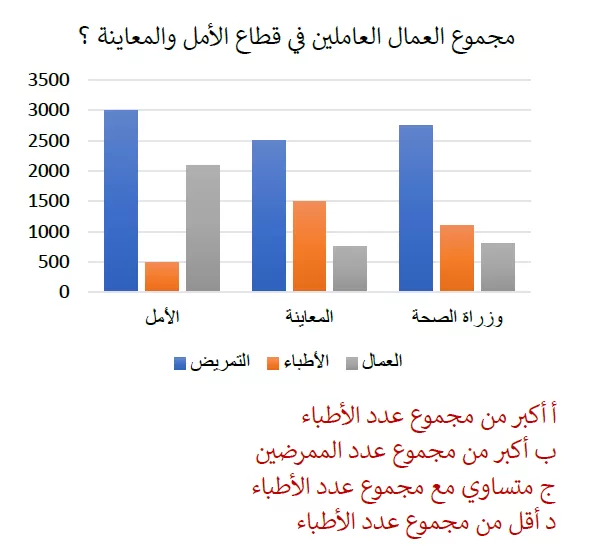 مجموع العمال العاملين في قطاع الأمل والمعاينة ؟
3500
3000
2500
2000
1500
1000
500
0
الأمل
المعاينة
وزراة الصحة
التمريض
الأطباء
العمال
أ أكبر من مجموع عدد الأطباء
ب أكبر من مجموع عدد الممرضين
ج متساوي مع مجموع عدد الأطباء
د أقل من مجموع عدد الأطباء